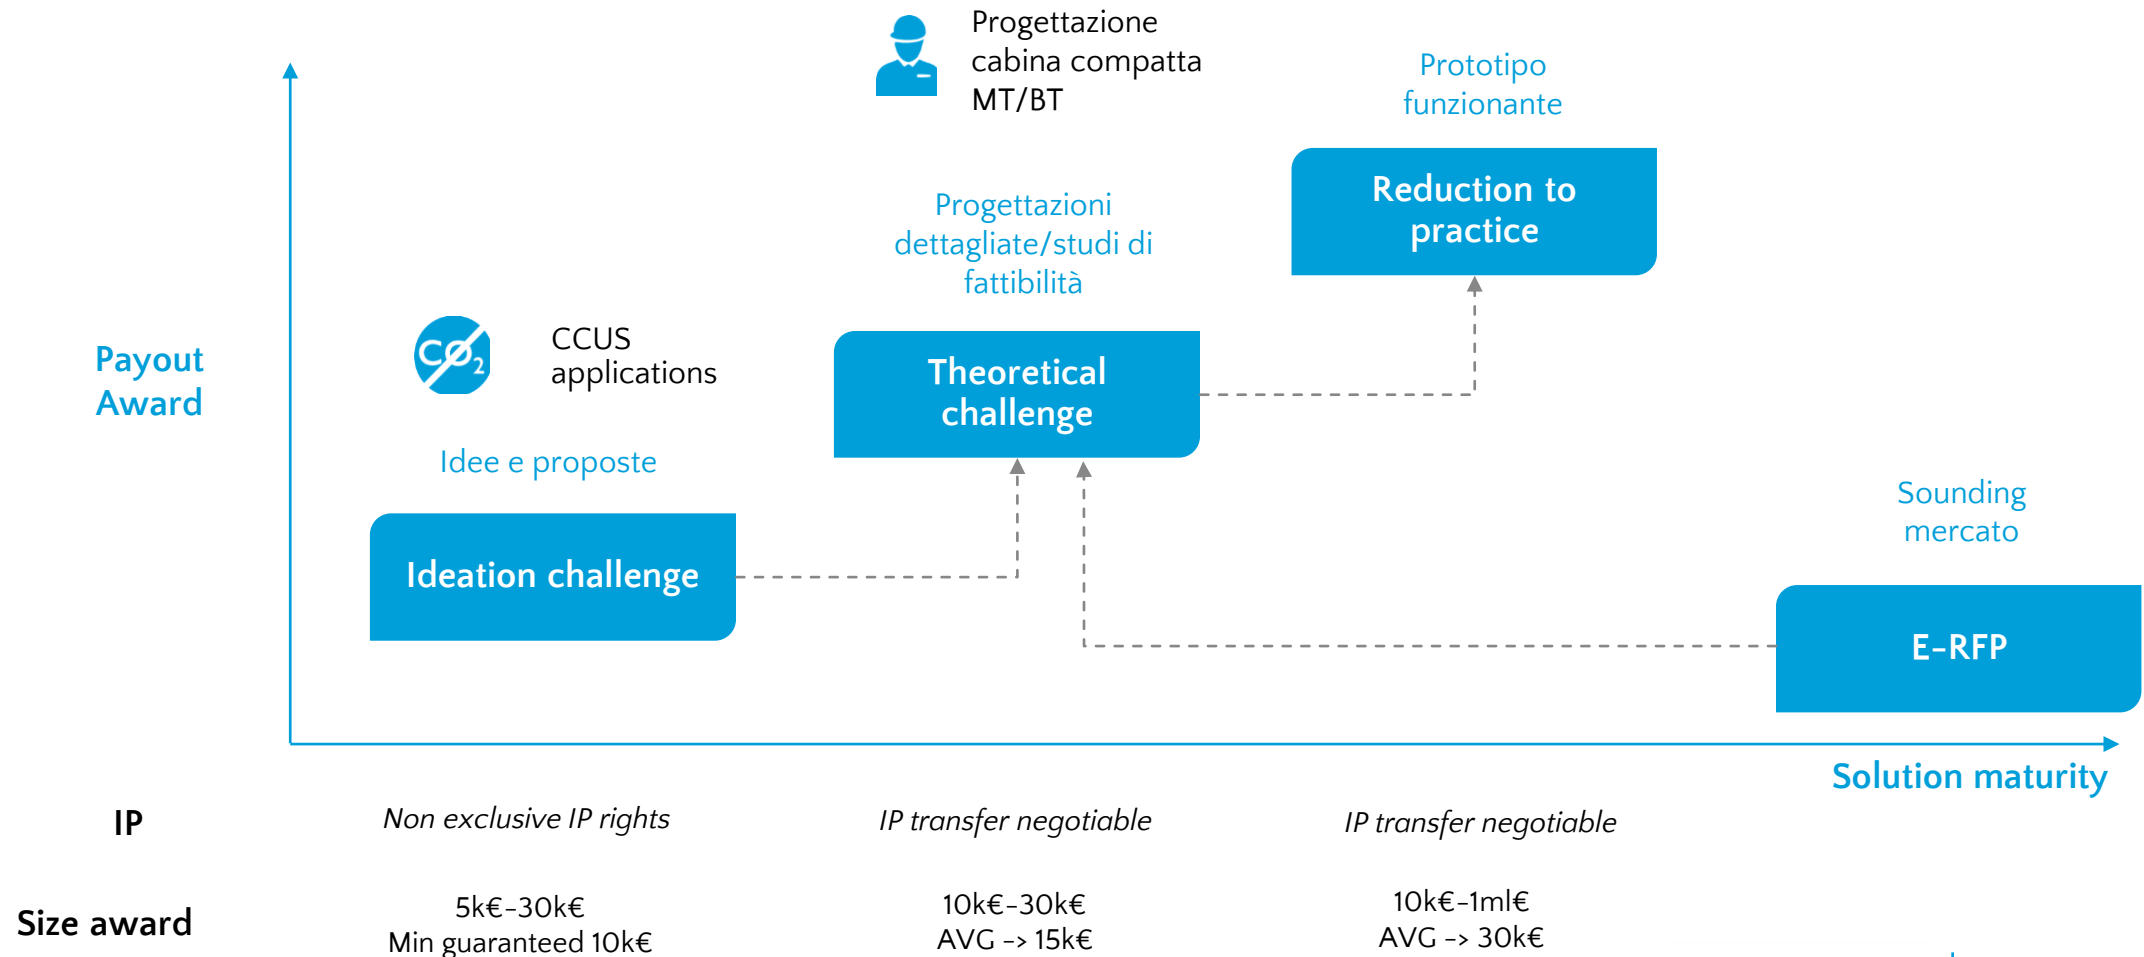 Progettazione
cabina compatta
MT/BT
Prototipo
funzionante
Reduction to
practice
Progettazioni
dettagliate/studi di
fattibilità
CO2
CCUS
applications
Payout
Award
Theoretical
challenge
Idee e proposte
Sounding
mercato
Ideation challenge
E-RFP
Solution maturity
IP
Non exclusive IP rights
IP transfer negotiable
IP transfer negotiable
Size award
5k€-30k€
Min guaranteed 10k€
10k€-30k€
AVG -> 15k€
10k€-1ml€
AVG -> 30k€